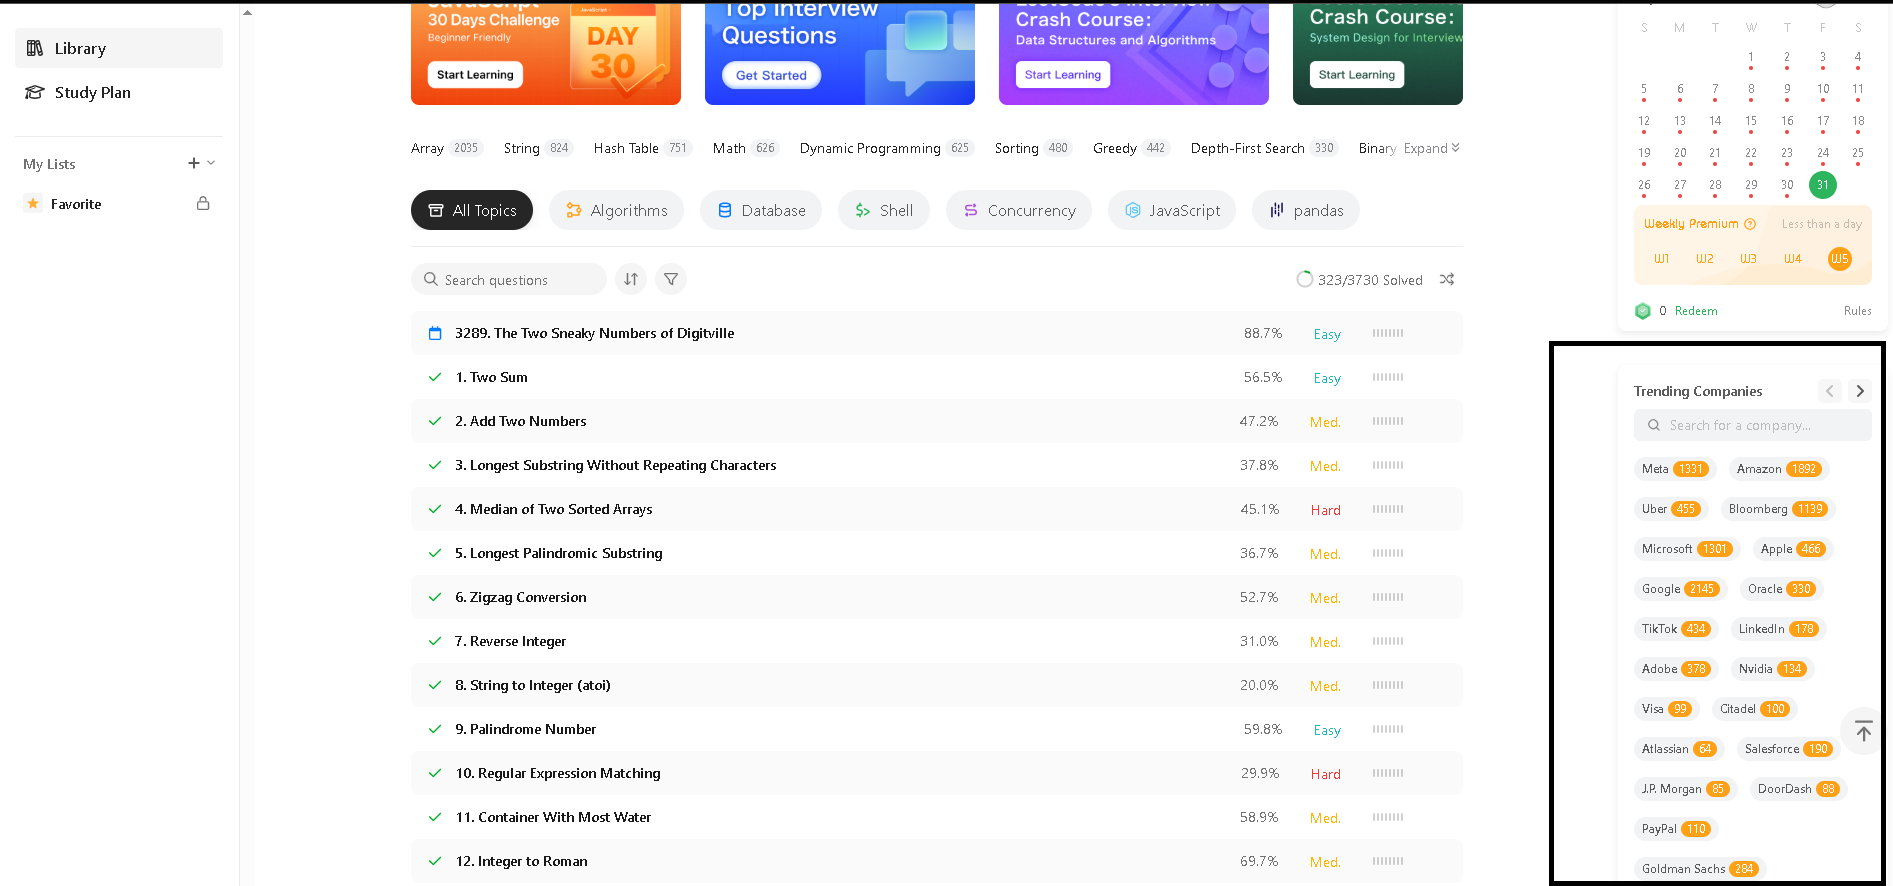 Library
Study Plan
My Lists
Favorite
JavaScript
30 Days Challenge
Beginner Friendly
Start Learning
DAY
30
Top Interview
Questions
Get Started
LeetCode's Interview
Crash Course:
Data Structures and Algorithms
Start Learning
Crash Course:
System Design for Interview
Start Learning
Array 2035 String 824 Hash Table 751 Math 626 Dynamic Programming 625 Sorting 480 Greedy 442 Depth-First Search 330 Binary Expand
All Topics Algorithms Database Shell Concurrency JavaScript pandas
Search questions 323/3730 Solved
3289. The Two Sneaky Numbers of Digitville 88.7% Easy
1. Two Sum 56.5% Easy
2. Add Two Numbers 47.2% Med.
3. Longest Substring Without Repeating Characters 37.8% Med.
4. Median of Two Sorted Arrays 45.1% Hard
5. Longest Palindromic Substring 36.7% Med.
6. Zigzag Conversion 52.7% Med.
7. Reverse Integer 31.0% Med.
8. String to Integer (atoi) 20.0% Med.
9. Palindrome Number 59.8% Easy
10. Regular Expression Matching 29.9% Hard
11. Container With Most Water 58.9% Med.
12. Integer to Roman 69.7% Med.
S M T W T F S
1 2 3 4
5 6 7 8 9 10 11
12 13 14 15 16 17 18
19 20 21 22 23 24 25
26 27 28 29 30 31
Weekly Premium Less than a day
W1 W2 W3 W4 W5
0 Redeem Rules
Trending Companies
Search for a company...
Meta 1331 Amazon 1892
Uber 455 Bloomberg 1139
Microsoft 1301 Apple 466
Google 2145 Oracle 330
TikTok 434 LinkedIn 178
Adobe 378 Nvidia 134
Visa 99 Citadel 100
Atlassian 64 Salesforce 190
J.P. Morgan 85 DoorDash 88
PayPal 110
Goldman Sachs 284